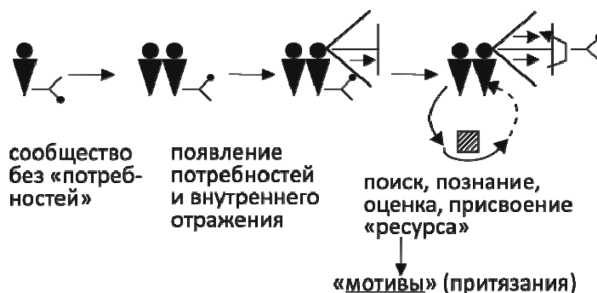 сообщество
без «потреб-
ностей»
появление
потребностей
и внутреннего
отражения
поиск, познание,
оценка, присвоение
«ресурса»
«мотивы» (притязания)